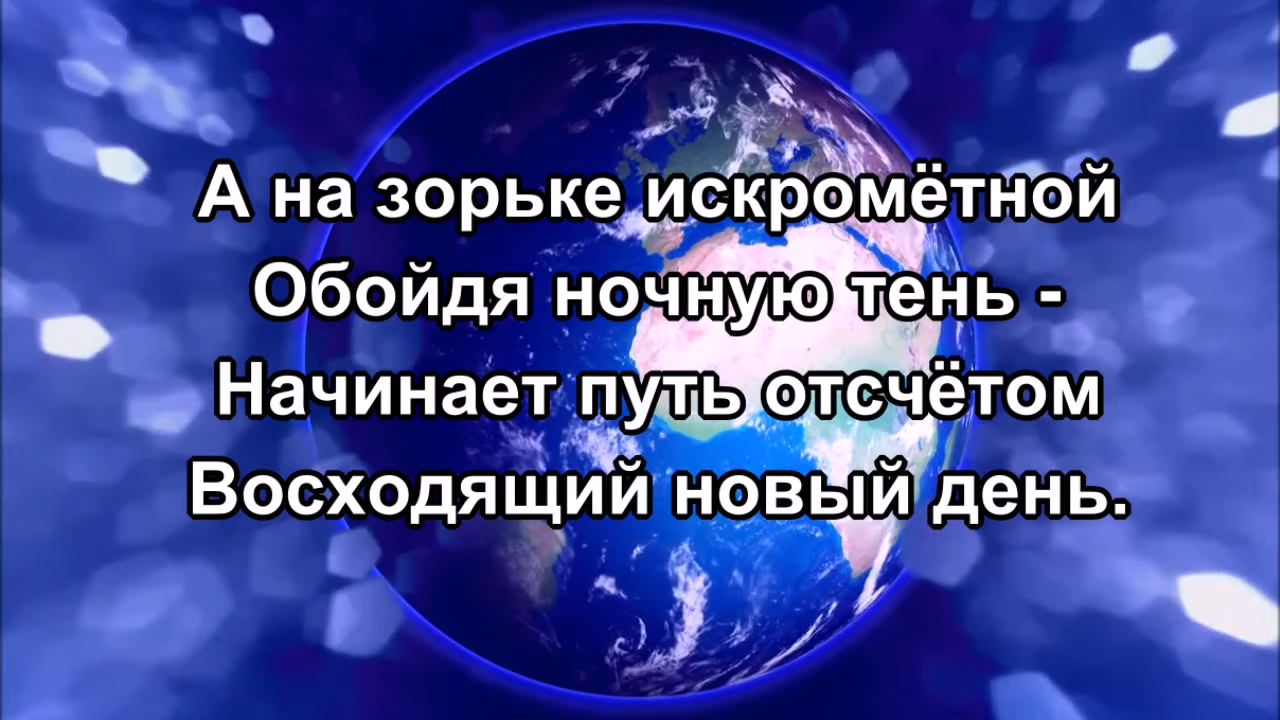 А на зорьке искромётной
Обойдя ночную тень -
Начинает путь отсчётом
Восходящий новый день.